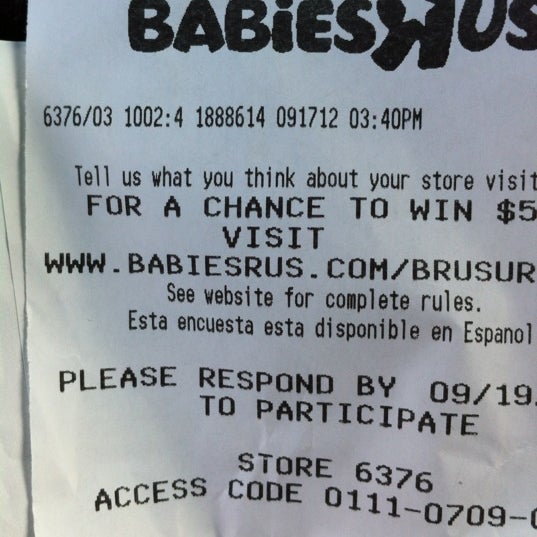 BABIESRUS
6376/03 1002:4 1888614 091712 03:40PM
Tell us what you think about your store visit
FOR A CHANCE TO WIN $5
VISIT
WWW.BABIESRUS.COM/BRUSUR
See website for complete rules.
Esta encuesta esta disponible en Espanol
PLEASE RESPOND BY 09/19
TO PARTICIPATE
STORE 6376
ACCESS CODE 0111-0709-0